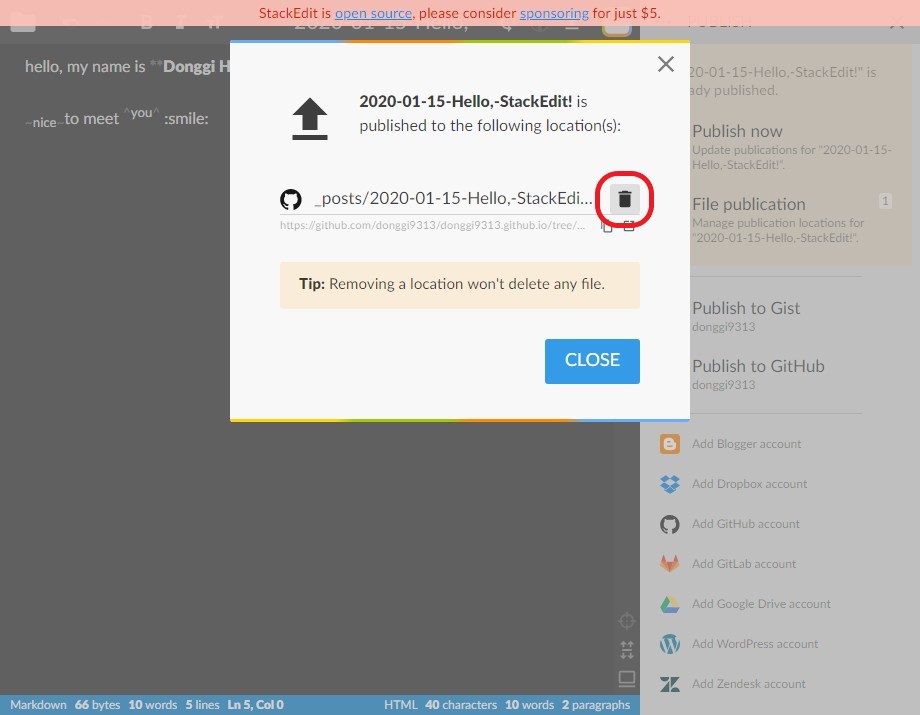 StackEdit is open source, please consider sponsoring for just $5.
2020-01-15-Hello,
PUBLISH
hello, my name is **Donggi H
~nice~to meet ^you^ :smile:
2020-01-15-Hello,-StackEdit! is
published to the following location(s):
_posts/2020-01-15-Hello,-StackEdi...
https://github.com/donggi9313/donggi9313.github.io/tree/...
Tip: Removing a location won't delete any file.
CLOSE
20-01-15-Hello,-StackEdit!" is
ady published.
Publish now
Update publications for "2020-01-15-
Hello,-StackEdit!".
File publication
1
Manage publication locations for
"2020-01-15-Hello,-StackEdit!".
Publish to Gist
donggi9313
Publish to GitHub
donggi9313
Add Blogger account
Add Dropbox account
Add GitHub account
Add GitLab account
Add Google Drive account
Add WordPress account
Add Zendesk account
Markdown 66 bytes 10 words 5 lines Ln 5, Col 0
HTML 40 characters 10 words 2 paragraphs